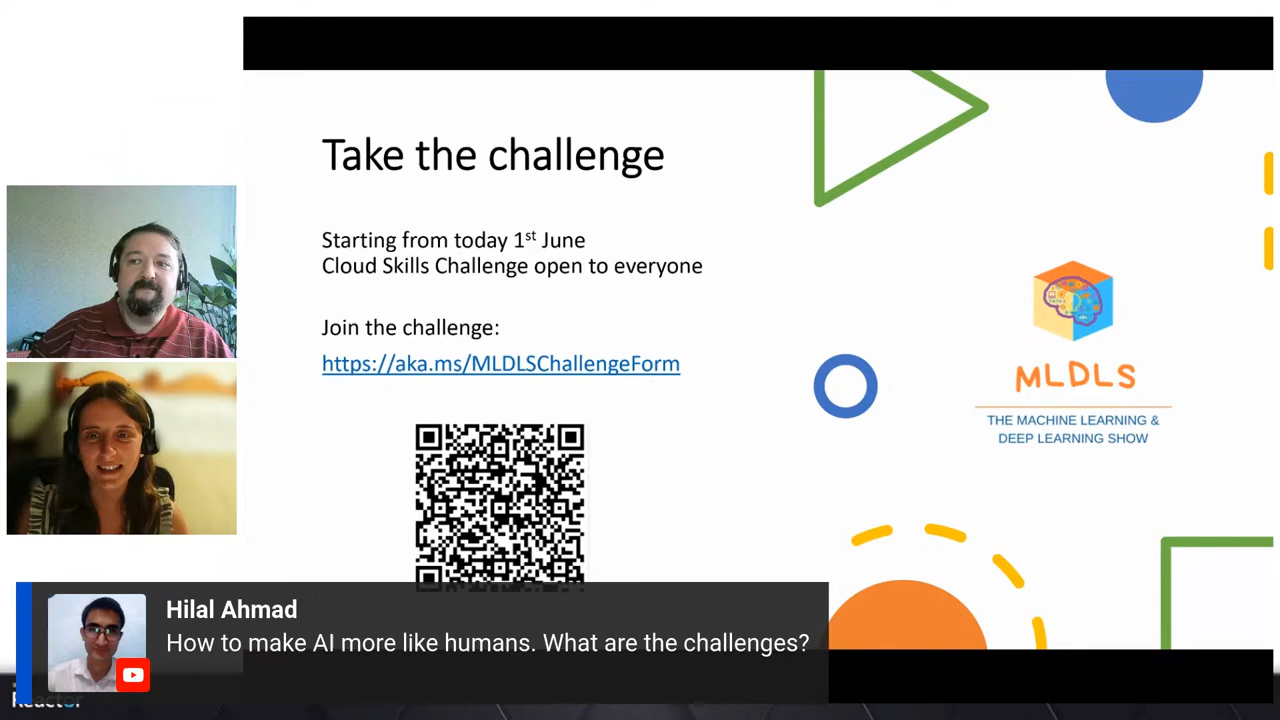 Take the challenge
Starting from today 1st June
Cloud Skills Challenge open to everyone
Join the challenge:
https://aka.ms/MLDLSChallengeForm
MLDLS
THE MACHINE LEARNING &
DEEP LEARNING SHOW
Hilal Ahmad
How to make AI more like humans. What are the challenges?
Reactor